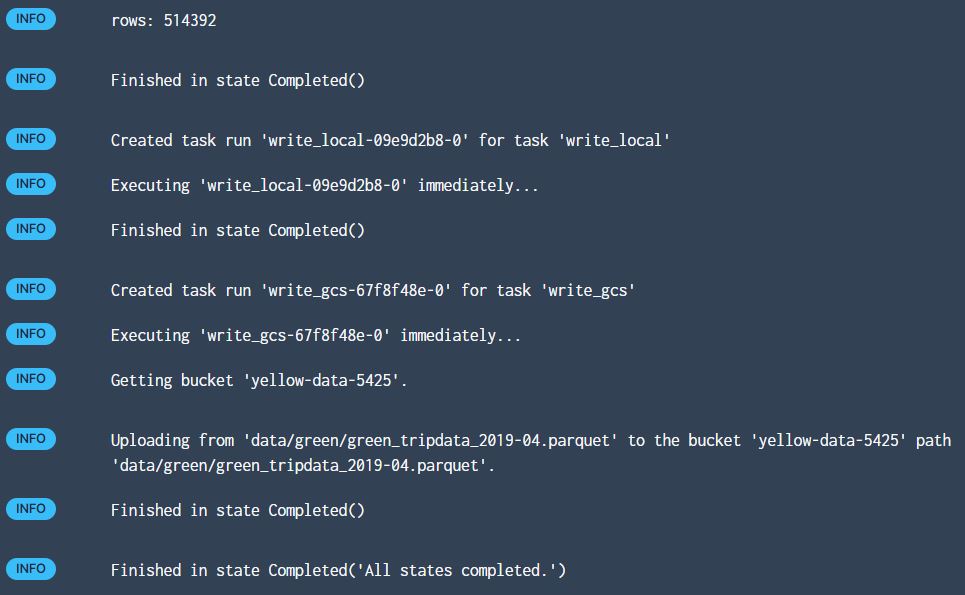 INFO rows: 514392
INFO Finished in state Completed()
INFO Created task run 'write_local-09e9d2b8-0' for task 'write_local'
INFO Executing 'write_local-09e9d2b8-0' immediately...
INFO Finished in state Completed()
INFO Created task run 'write_gcs-67f8f48e-0' for task 'write_gcs'
INFO Executing 'write_gcs-67f8f48e-0' immediately...
INFO Getting bucket 'yellow-data-5425'.
INFO Uploading from 'data/green/green_tripdata_2019-04.parquet' to the bucket 'yellow-data-5425' path
'data/green/green_tripdata_2019-04.parquet'.
INFO Finished in state Completed()
INFO Finished in state Completed('All states completed.')